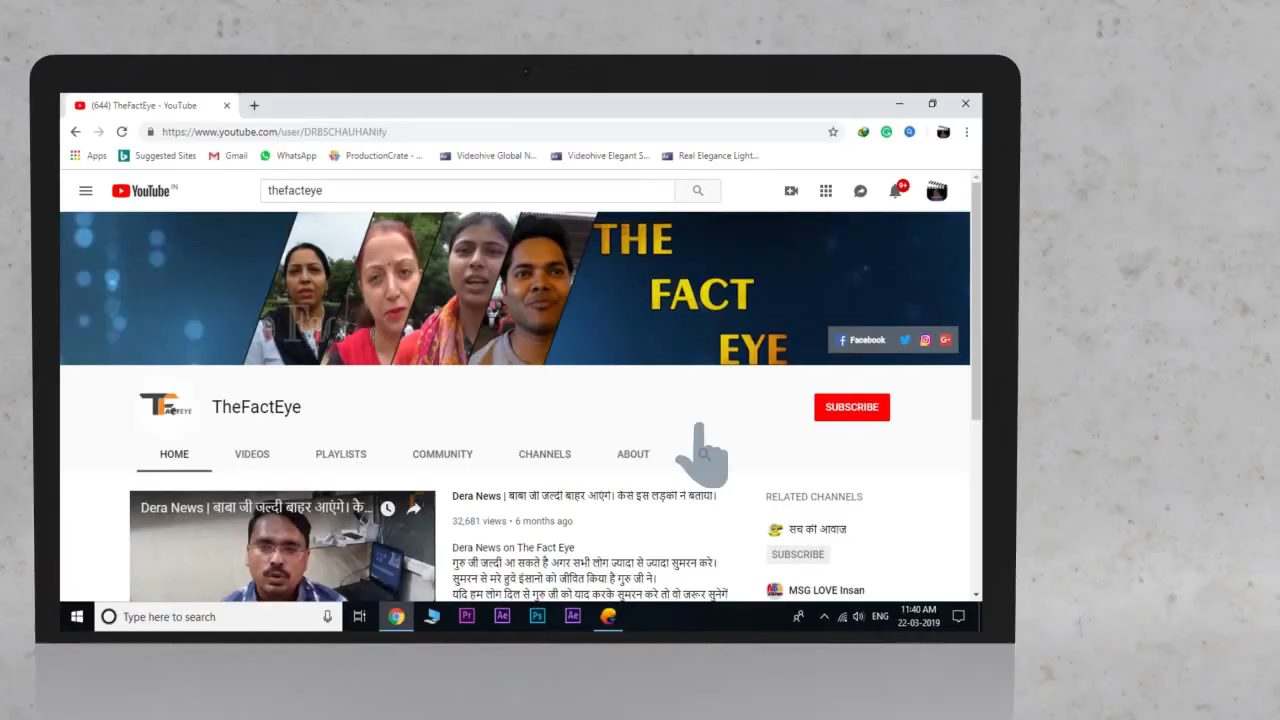 (644) TheFactEye - YouTube
https://www.youtube.com/user/DRBSCHAUHANify
Apps Suggested Sites Gmail WhatsApp ProductionCrate - ... Videohive Global N... Videohive Elegant S... Real Elegance Light...
YouTube IN
thefacteye
9+
THE
FACT
EYE
Facebook
TheFactEye
SUBSCRIBE
HOME VIDEOS PLAYLISTS COMMUNITY CHANNELS ABOUT
Dera News | बाबा जी जल्दी बाहर आएंगे। के...
Dera News | बाबा जी जल्दी बाहर आएंगे। कैसे इस लड़की ने बताया।
32,681 views • 6 months ago
Dera News on The Fact Eye
गुरु जी जल्दी आ सकते है अगर सभी लोग ज्यादा से ज्यादा सुमरन करे।
सुमरन से मरे हुवे इंसानो को जीवित किया है गुरु जी ने।
यदि हम लोग दिल से गुरु जी को याद करके सुमरन करे तो वो जरूर सुनेगें
RELATED CHANNELS
सच की आवाज
SUBSCRIBE
MSG LOVE Insan
Type here to search
Pr Ae Ps Ae
ENG
11:40 AM
22-03-2019